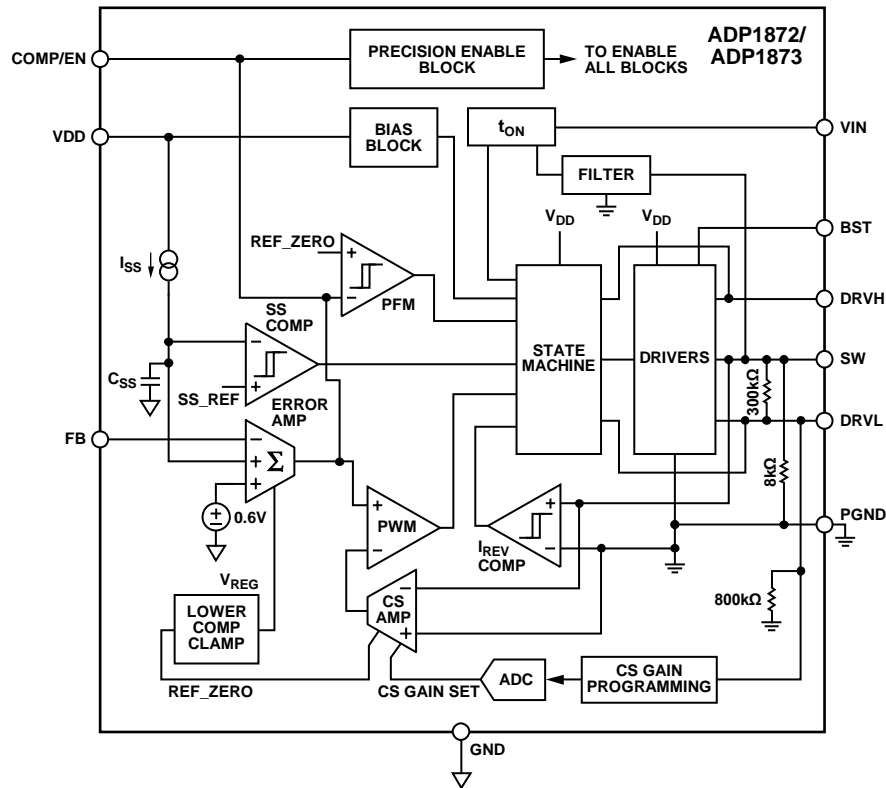 ADP1872/
ADP1873
COMP/EN
PRECISION ENABLE
BLOCK
TO ENABLE
ALL BLOCKS
VDD
BIAS
BLOCK
tON
VIN
FILTER
BST
ISS
REF_ZERO
+
−
PFM
VDD
VDD
DRVH
SS
COMP
−
+
CSS
SS_REF
STATE
MACHINE
DRIVERS
SW
300kΩ
DRVL
ERROR
AMP
FB
−
+
+
Σ
0.6V
8kΩ
+
−
PWM
+
−
IREV
COMP
PGND
VREG
LOWER
COMP
CLAMP
CS
AMP
−
+
800kΩ
REF_ZERO
CS GAIN SET
ADC
CS GAIN
PROGRAMMING
GND